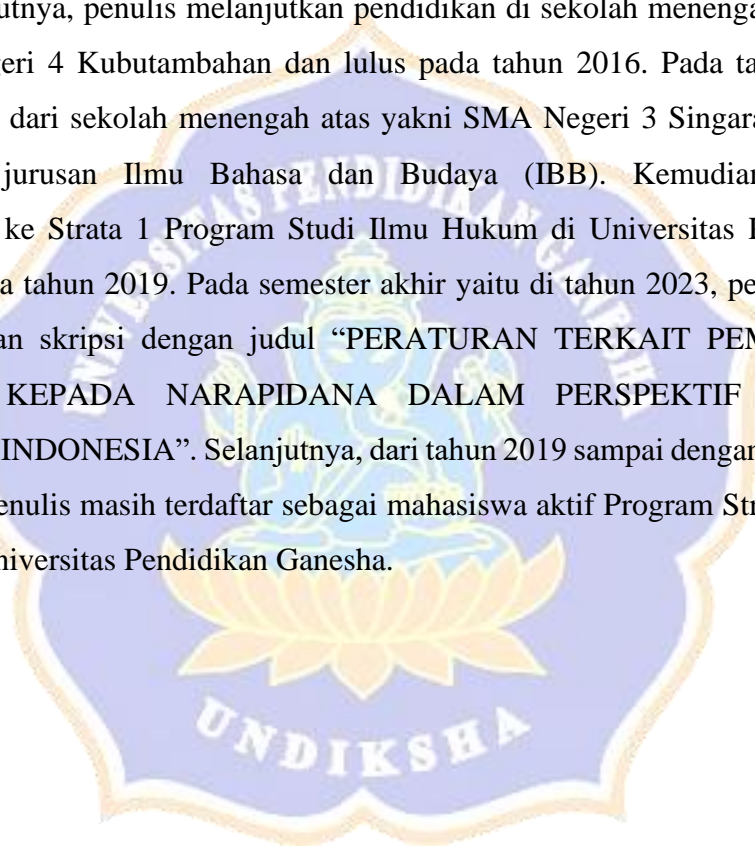 utnya, penulis melanjutkan pendidikan di sekolah menenga
geri 4 Kubutambahan dan lulus pada tahun 2016. Pada ta
dari sekolah menengah atas yakni SMA Negeri 3 Singara
jurusan Ilmu Bahasa dan Budaya (IBB). Kemudian
ke Strata 1 Program Studi Ilmu Hukum di Universitas
a tahun 2019. Pada semester akhir yaitu di tahun 2023, pe
an skripsi dengan judul “PERATURAN TERKAIT PEM
KEPADA NARAPIDANA DALAM PERSPEKTIF
INDONESIA”. Selanjutnya, dari tahun 2019 sampai dengan
enulis masih terdaftar sebagai mahasiswa aktif Program Str
niversitas Pendidikan Ganesha.
UNIVERSITAS PENDIDIKAN GANESHA
UNDIKSHA